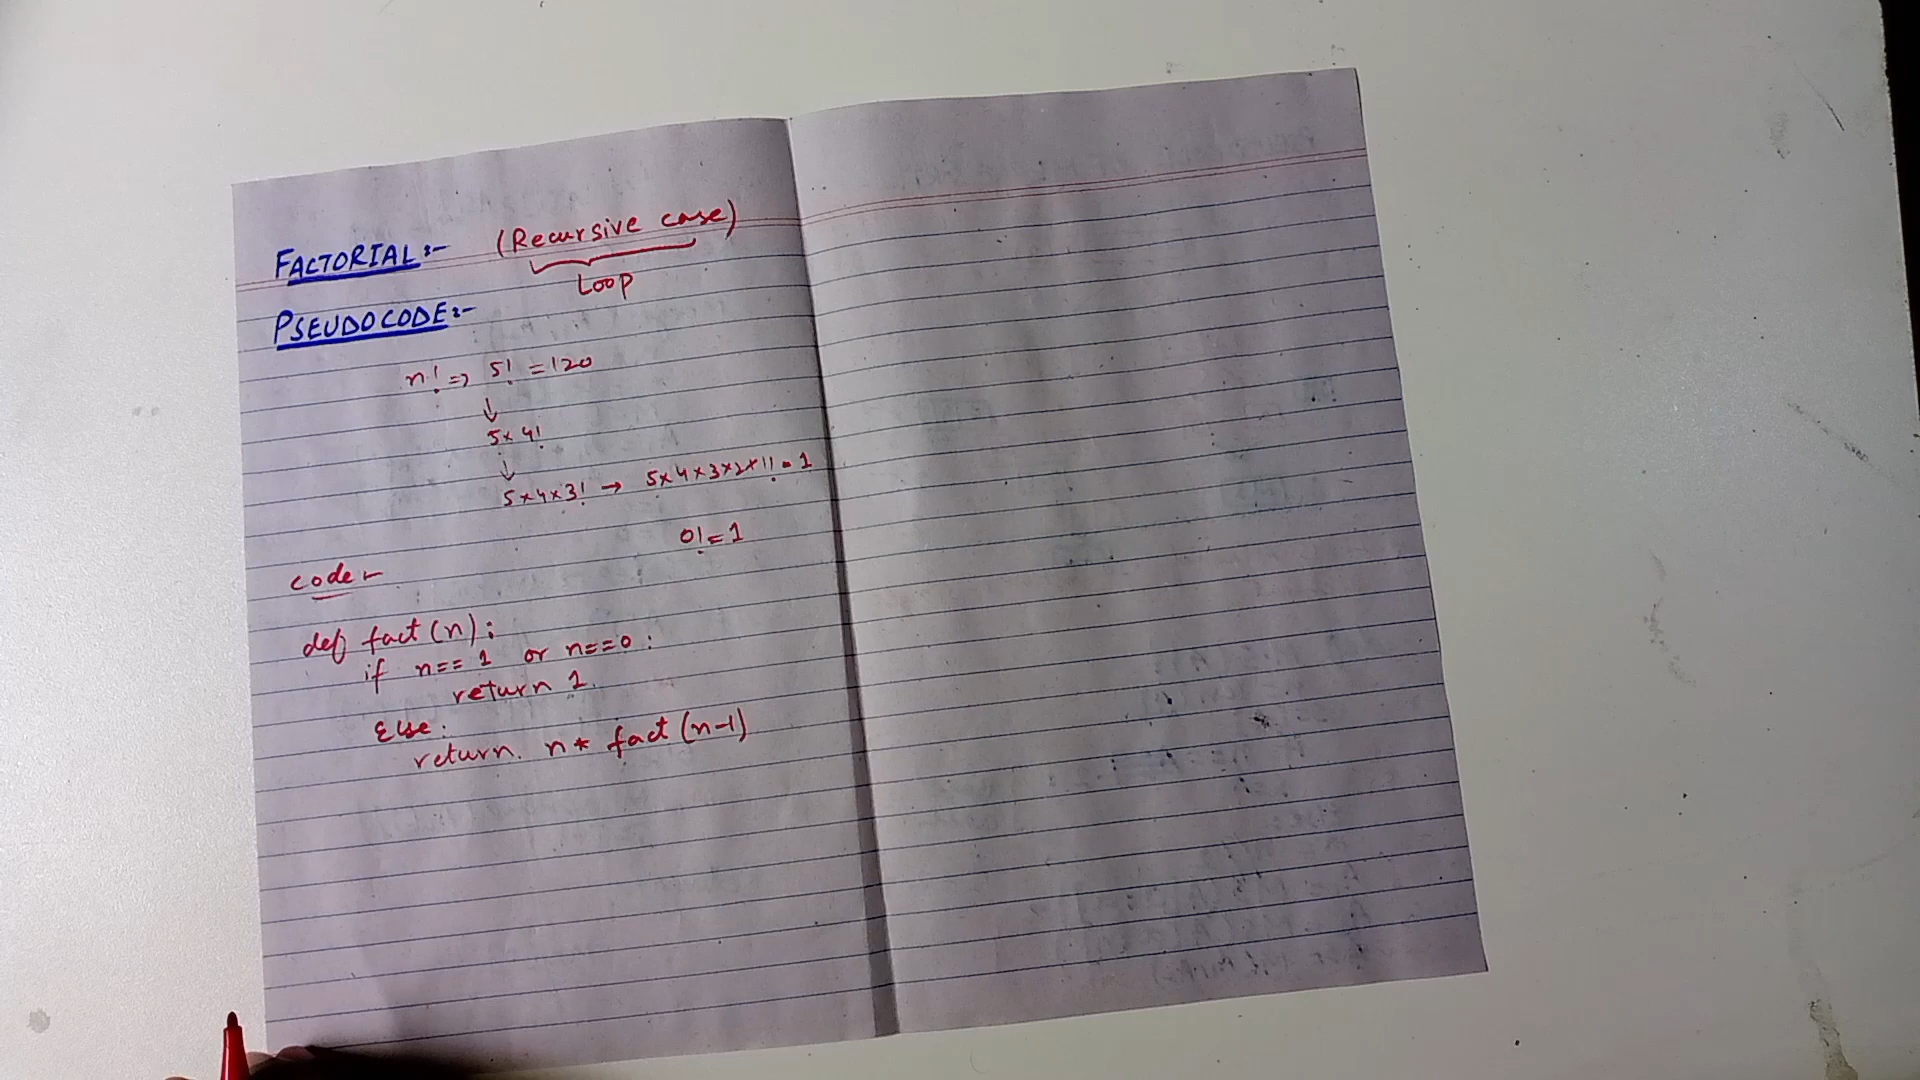 FACTORIAL:- (Recursive case)
Loop
PSEUDOCODE:-
n! => 5! = 120
↓
5 x 4!
↓
5 x 4 x 3! → 5 x 4 x 3 x 2 x 1! = 1
0! = 1
code -
def fact (n):
if n == 1 or n==0 :
return 1
Else:
return n * fact (n-1)